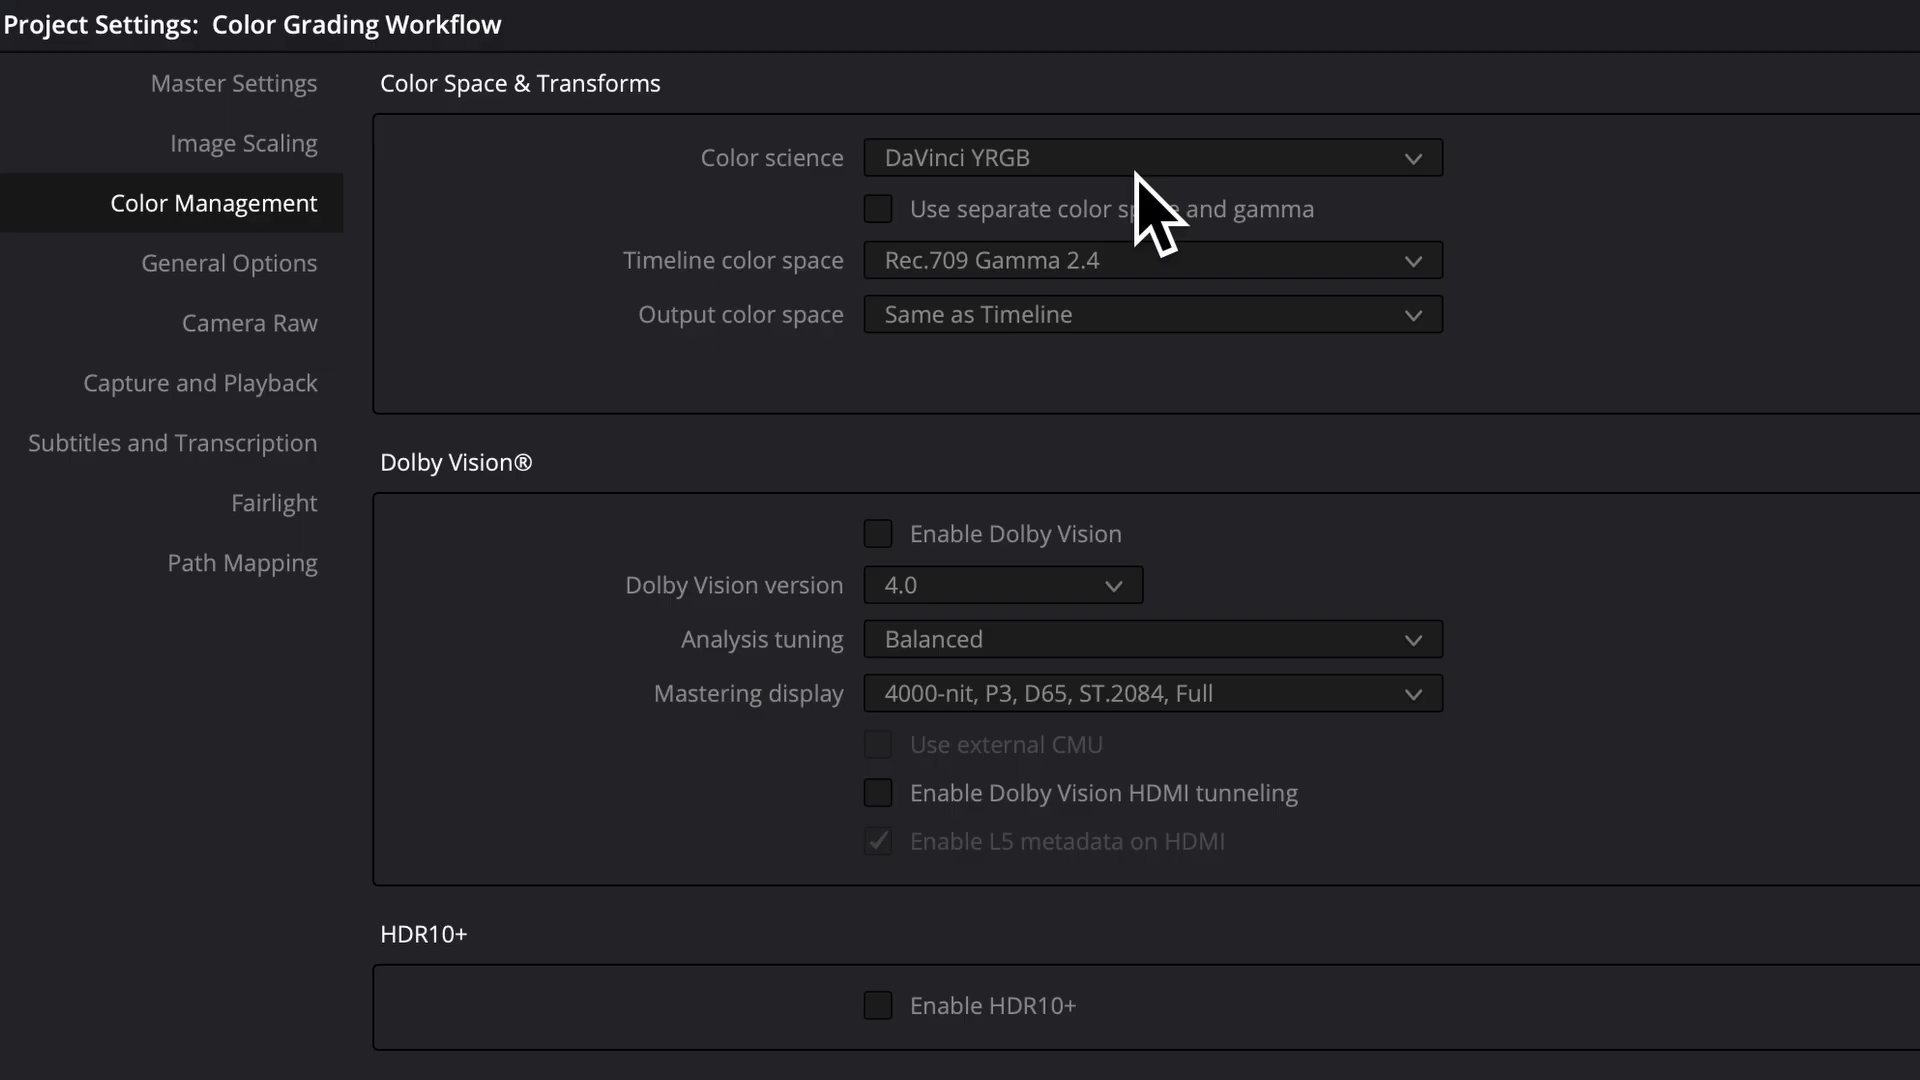 Project Settings: Color Grading Workflow
Master Settings
Image Scaling
Color Management
General Options
Camera Raw
Capture and Playback
Subtitles and Transcription
Fairlight
Path Mapping
Color Space & Transforms
Color science DaVinci YRGB
Use separate color and gamma
Timeline color space Rec.709 Gamma 2.4
Output color space Same as Timeline
Dolby Vision®
Enable Dolby Vision
Dolby Vision version 4.0
Analysis tuning Balanced
Mastering display 4000-nit, P3, D65, ST.2084, Full
Use external CMU
Enable Dolby Vision HDMI tunneling
Enable L5 metadata on HDMI
HDR10+
Enable HDR10+